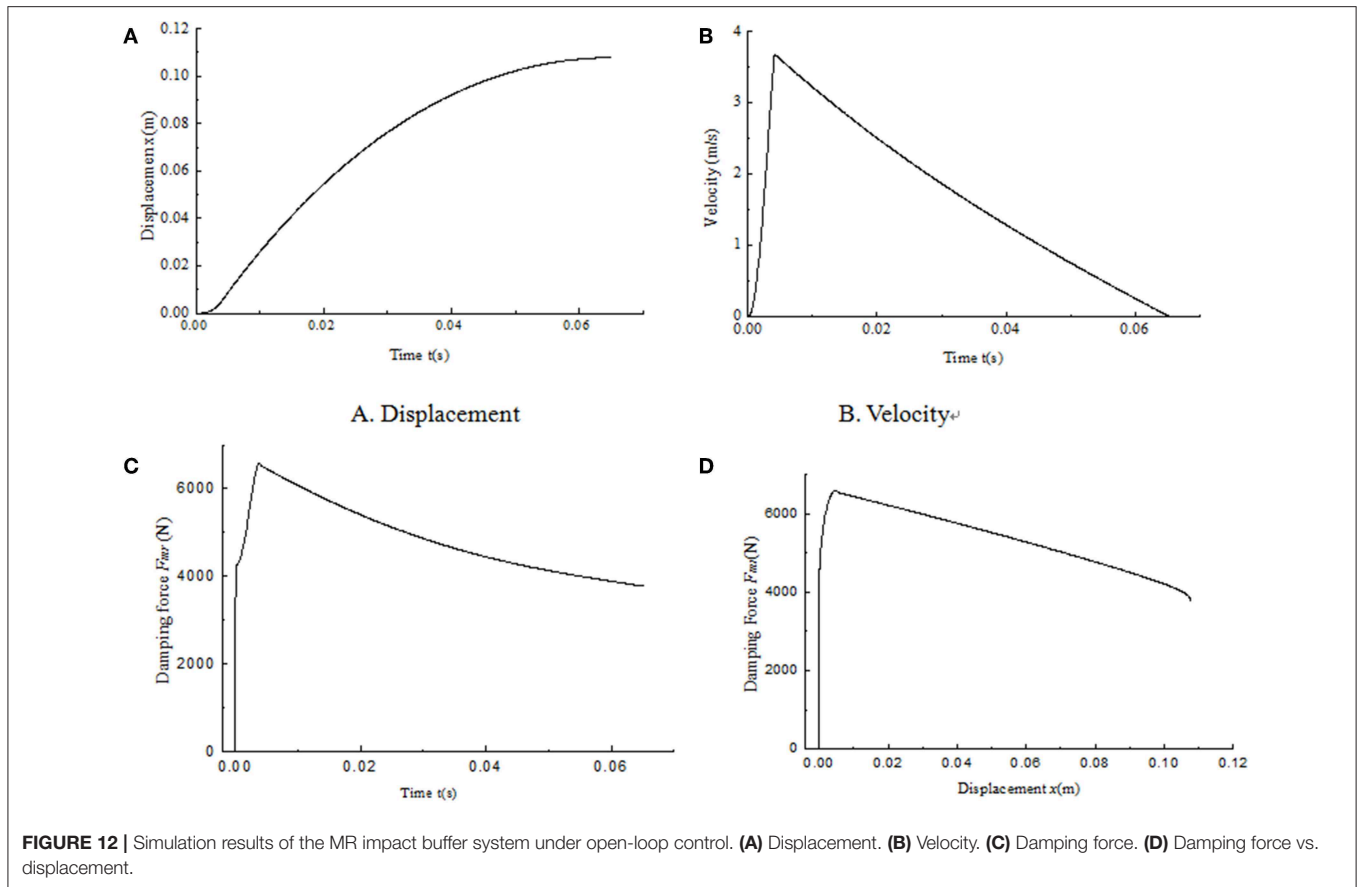 A
0.12
0.10
0.08
0.06
0.04
0.02
0.00
Displacemen x(m)
0.00 0.02 0.04 0.06
Time t(s)
A. Displacement
B
4
3
2
1
0
Velocity (m/s)
0.00 0.02 0.04 0.06
Time t(s)
B. Velocity↵
C
6000
4000
2000
0
Damping force Fmr (N)
0.00 0.02 0.04 0.06
Time t(s)
D
6000
4000
2000
0
Damping Force Fmr(N)
0.00 0.02 0.04 0.06 0.08 0.10 0.12
Displacement x(m)
FIGURE 12 | Simulation results of the MR impact buffer system under open-loop control. (A) Displacement. (B) Velocity. (C) Damping force. (D) Damping force vs.
displacement.